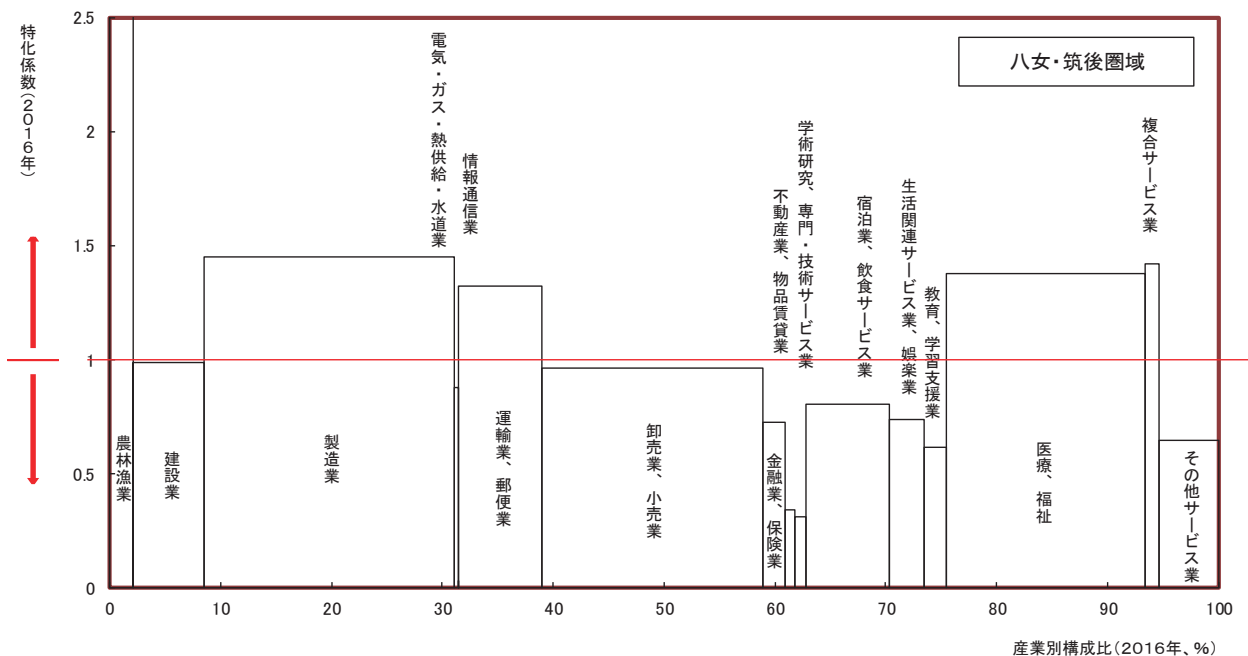 特化係数(2016年)
2.5
2
1.5
1
0.5
0
八女・筑後圏域
農林漁業
建設業
製造業
電気・ガス・熱供給・水道業
情報通信業
運輸業、郵便業
卸売業、小売業
金融業、保険業
不動産業、物品賃貸業
学術研究、専門・技術サービス業
宿泊業、飲食サービス業
生活関連サービス業、娯楽業
教育、学習支援業
医療、福祉
複合サービス業
その他サービス業
0 10 20 30 40 50 60 70 80 90 100
産業別構成比(2016年、%)